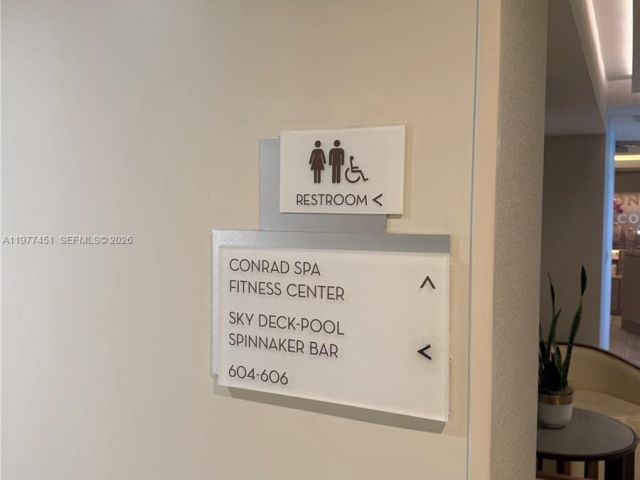 RESTROOM <
CONRAD SPA
FITNESS CENTER
SKY DECK-POOL
SPINNAKER BAR
604-606
A11977451 SEFMLS© 2026